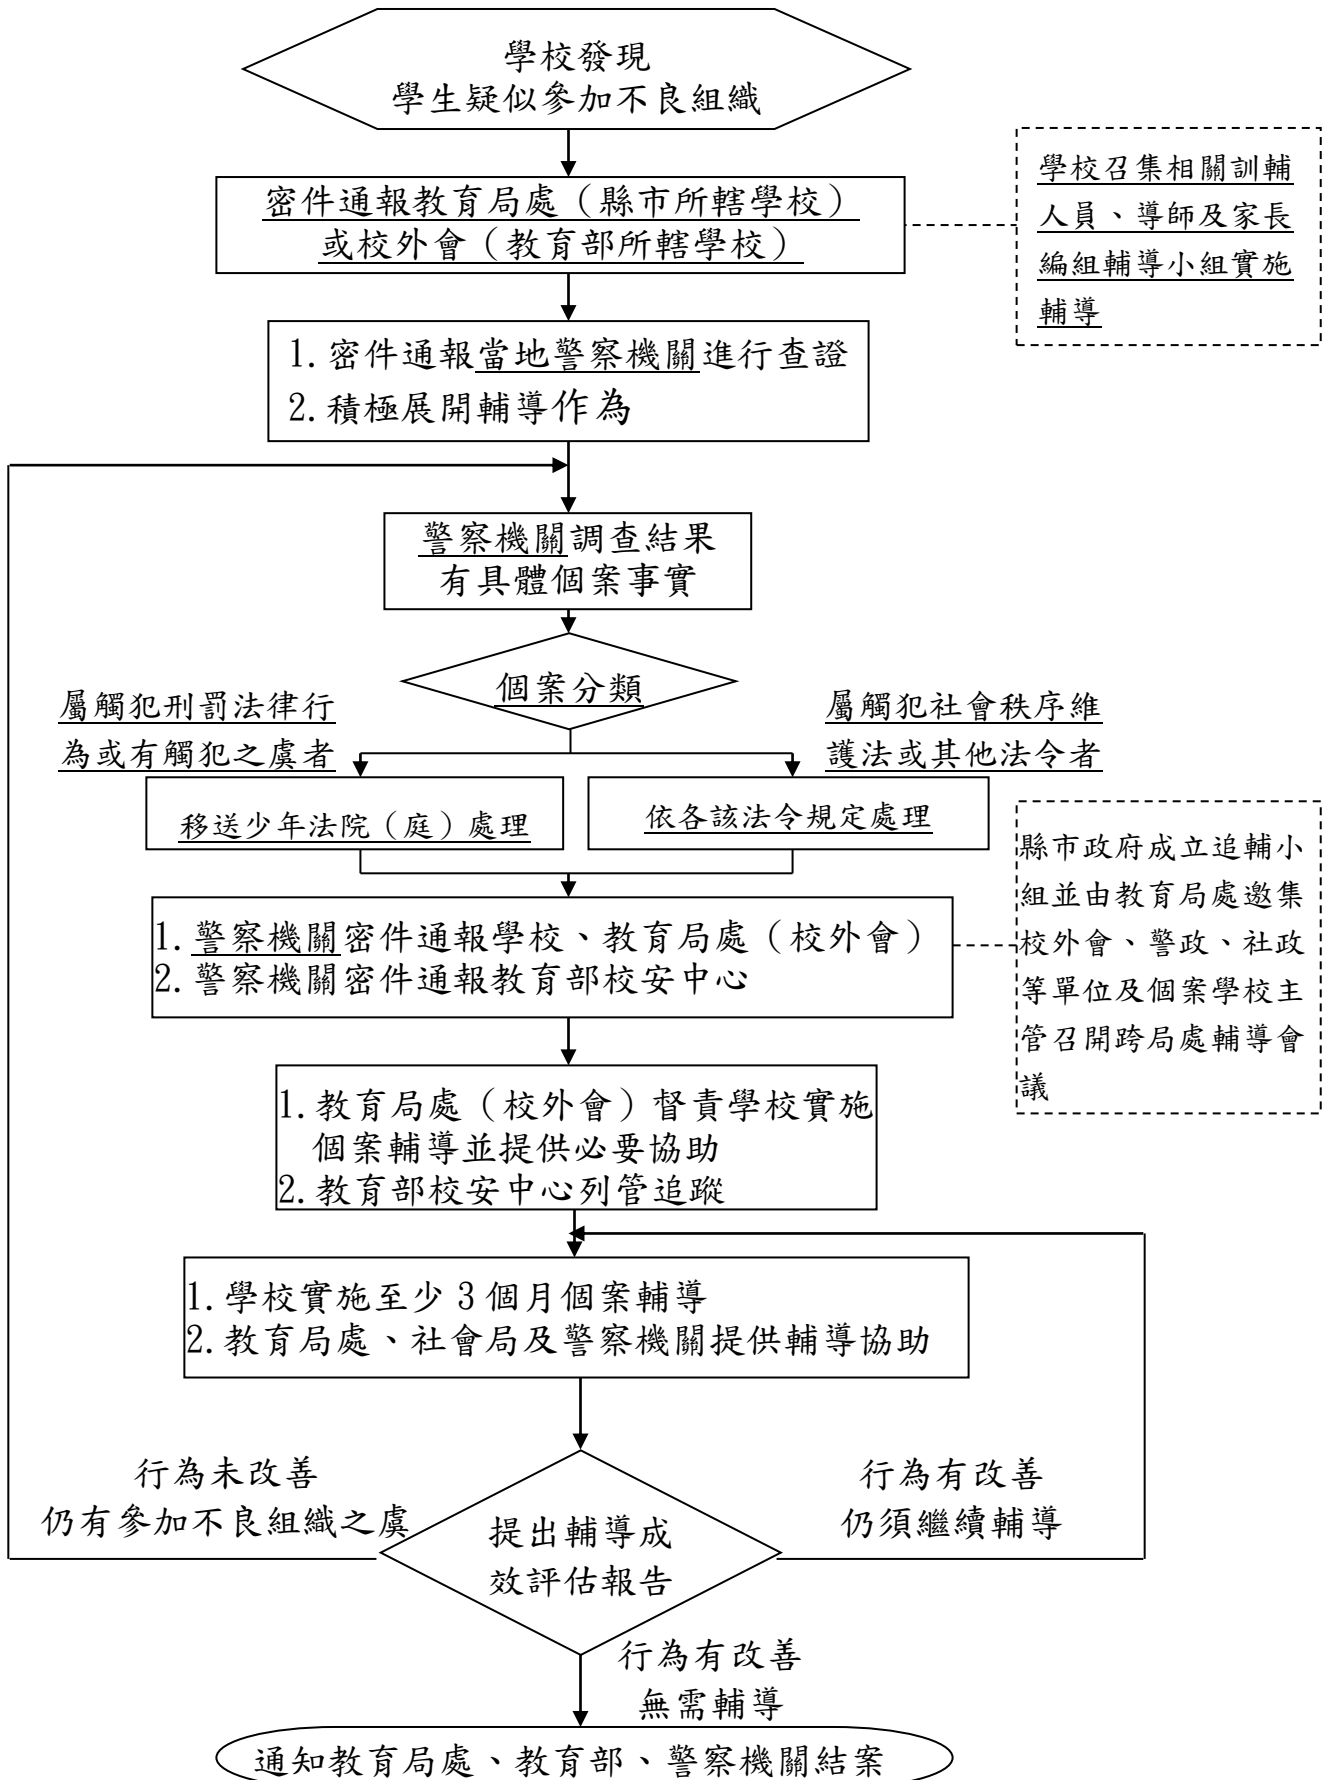 學校發現
學生疑似參加不良組織
密件通報教育局處（縣市所轄學校）
或校外會（教育部所轄學校）
學校召集相關訓輔
人員、導師及家長
編組輔導小組實施
輔導
1.密件通報當地警察機關進行查證
2.積極展開輔導作為
警察機關調查結果
有具體個案事實
個案分類
屬觸犯刑罰法律行
為或有觸犯之虞者
屬觸犯社會秩序維
護法或其他法令者
移送少年法院（庭）處理
依各該法令規定處理
縣市政府成立追輔小
組並由教育局處邀集
校外會、警政、社政
等單位及個案學校主
管召開跨局處輔導會
議
1.警察機關密件通報學校、教育局處（校外會）
2.警察機關密件通報教育部校安中心
1.教育局處（校外會）督責學校實施
個案輔導並提供必要協助
2.教育部校安中心列管追蹤
1.學校實施至少3個月個案輔導
2.教育局處、社會局及警察機關提供輔導協助
行為未改善
仍有參加不良組織之虞
行為有改善
仍須繼續輔導
提出輔導成
效評估報告
行為有改善
無需輔導
通知教育局處、教育部、警察機關結案